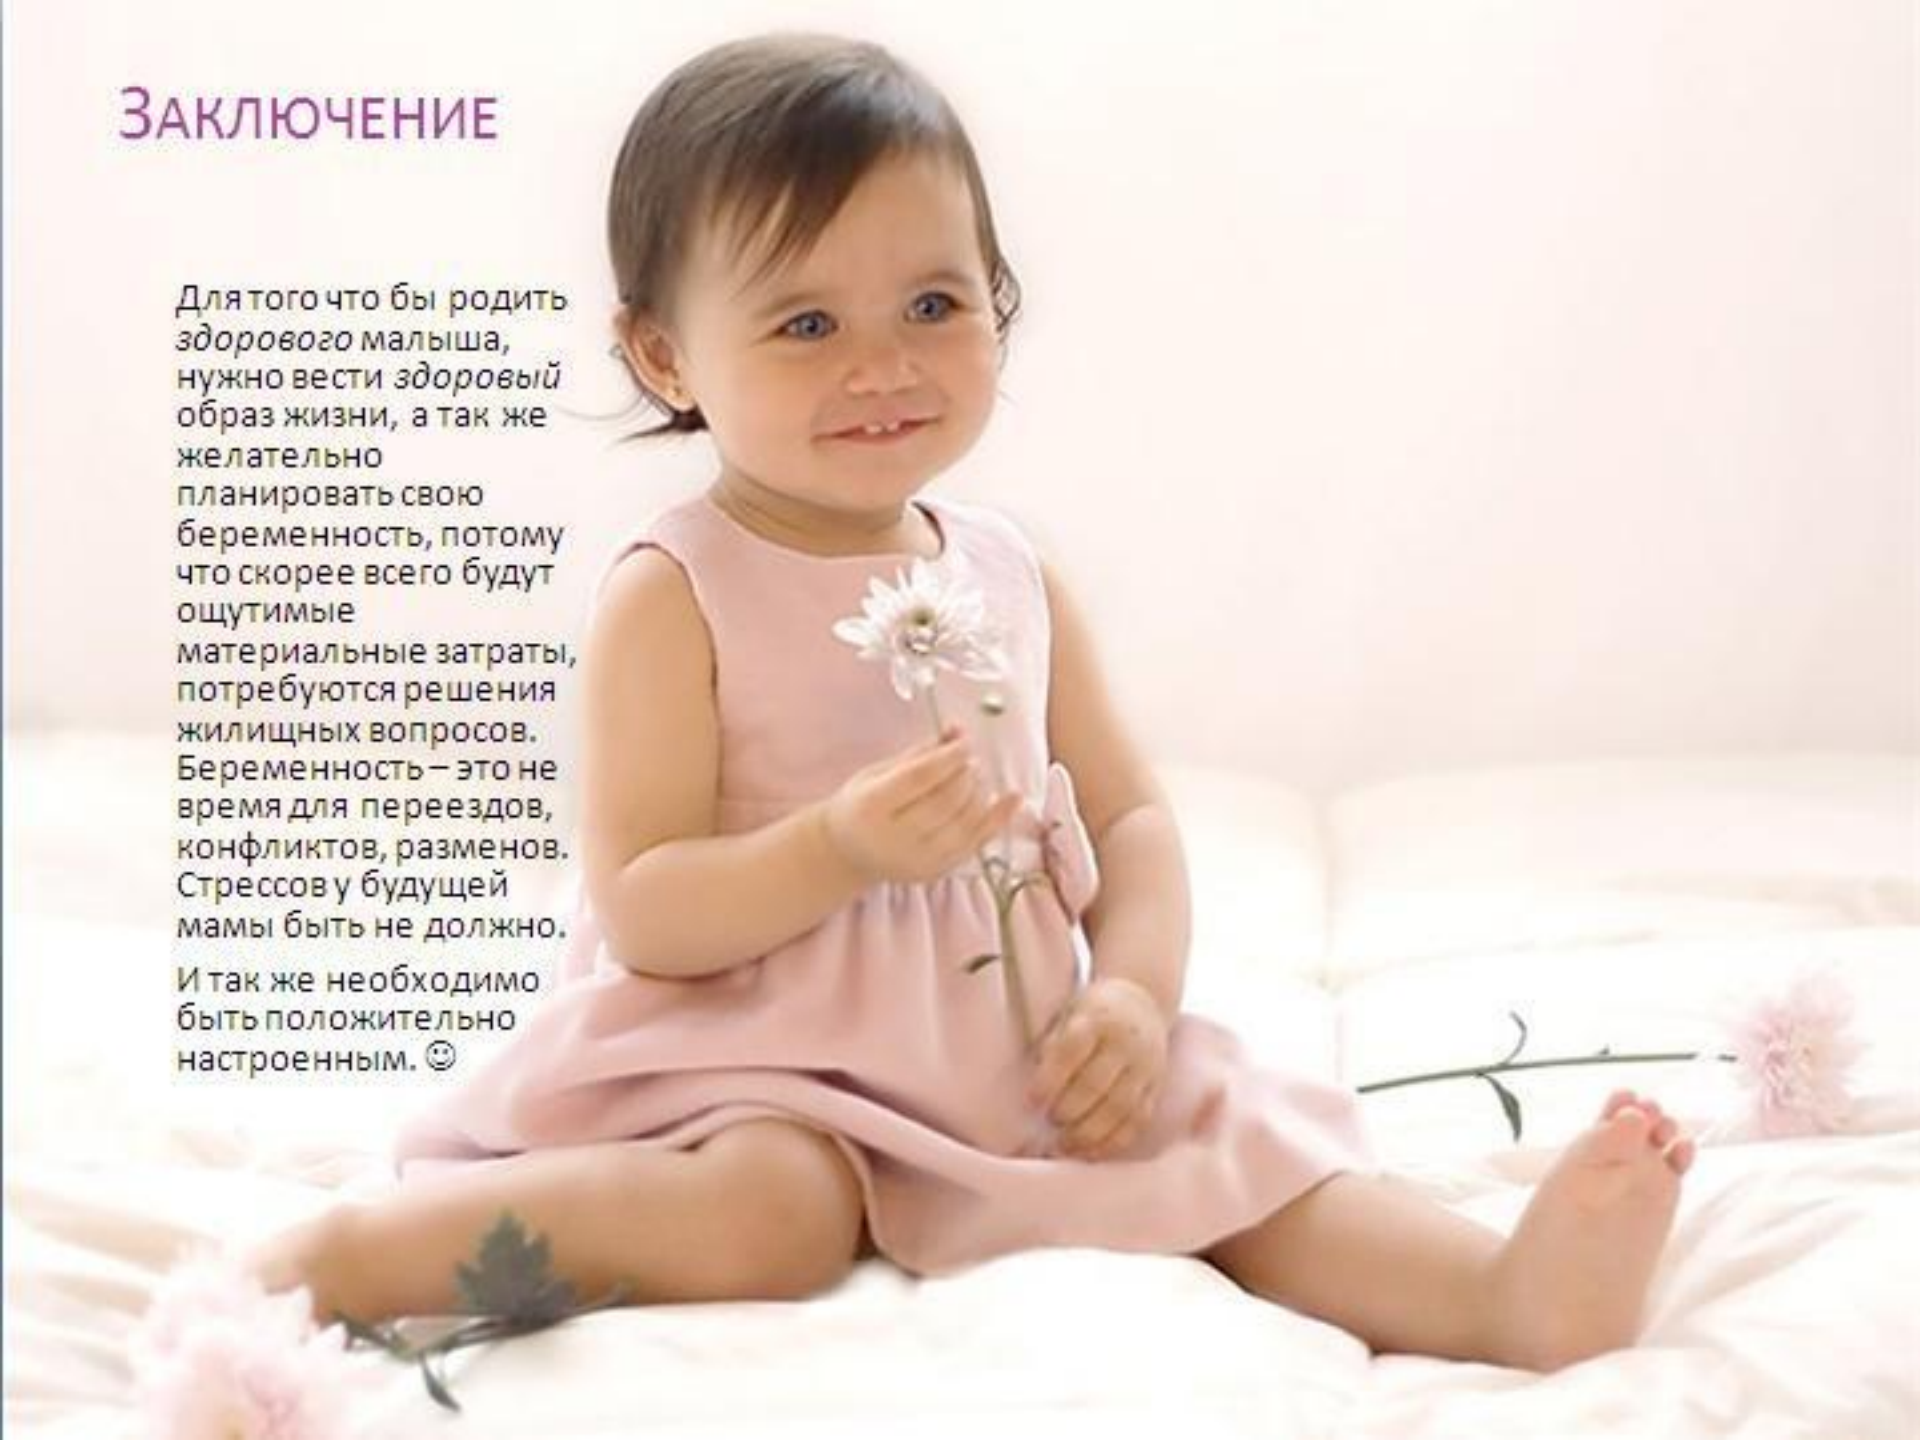 Заключение
Для того что бы родить
здорового малыша,
нужно вести здоровый
образ жизни, а так же
желательно
планировать свою
беременность, потому
что скорее всего будут
ощутимые
материальные затраты,
потребуются решения
жилищных вопросов.
Беременность – это не
время для переездов,
конфликтов, разменов.
Стрессов у будущей
мамы быть не должно.
И так же необходимо
быть положительно
настроенным. ☺